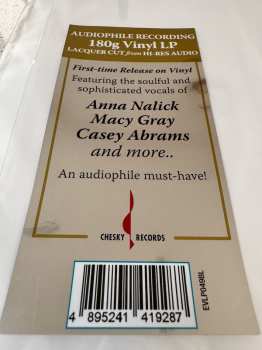 AUDIOPHILE RECORDING
180g Vinyl LP
LACQUER CUT from HI-RES AUDIO
First-time Release on Vinyl
Featuring the soulful and
sophisticated vocals of
Anna Nalick
Macy Gray
Casey Abrams
and more..
An audiophile must-have!
CHESKY RECORDS
EVLP049BL
4 895241 419287